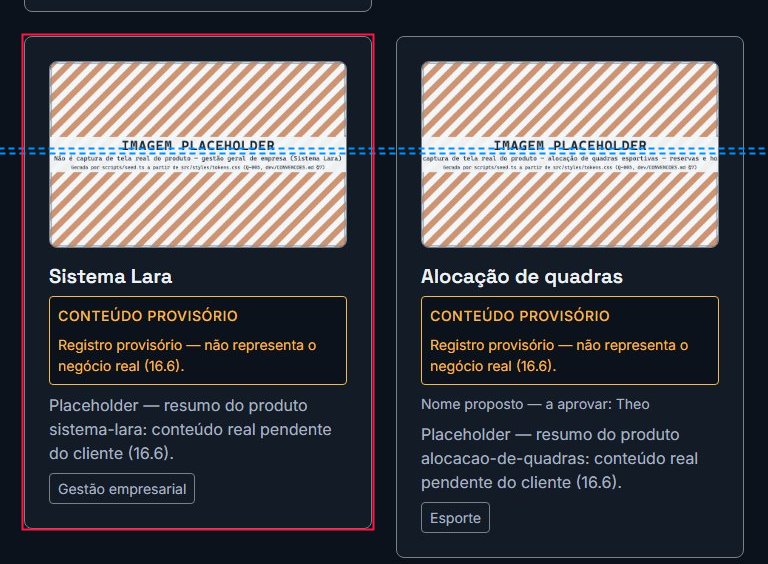 IMAGEM PLACEHOLDER
Não é captura de tela real do produto — gestão geral de empresa (Sistema Lara)
Gerada por scripts/seed.ts a partir de src/styles/tokens.css (Q-005, dev/CONVENCOES.md §7)
Sistema Lara
CONTEÚDO PROVISÓRIO
Registro provisório — não representa o
negócio real (16.6).
Placeholder — resumo do produto
sistema-lara: conteúdo real pendente
do cliente (16.6).
Gestão empresarial
IMAGEM PLACEHOLDER
captura de tela real do produto — alocação de quadras esportivas — reservas e ho
Gerada por scripts/seed.ts a partir de src/styles/tokens.css (Q-005, dev/CONVENCOES.md §7)
Alocação de quadras
CONTEÚDO PROVISÓRIO
Registro provisório — não representa o
negócio real (16.6).
Nome proposto — a aprovar: Theo
Placeholder — resumo do produto
alocacao-de-quadras: conteúdo real
pendente do cliente (16.6).
Esporte